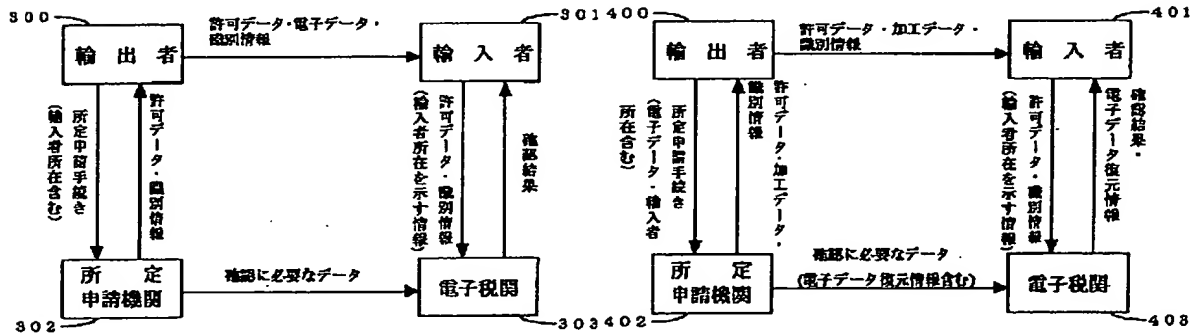 300
輸出者
許可データ・電子データ・
識別情報
301
輸入者
所定申請手続き
(輸入者所在含む)
許可データ・識別情報
許可データ・識別情報
(輸入者所在を示す情報)
確認結果
所定
申請機関
302
確認に必要なデータ
電子税関
303
400
輸出者
許可データ・加工データ・
識別情報
401
輸入者
所定申請手続き
(電子データ・輸入者
所在含む)
許可データ・加工データ・
識別情報
許可データ・識別情報
(輸入者所在を示す情報)
確認結果・
電子データ復元情報
所定
申請機関
402
確認に必要なデータ
(電子データ復元情報含む)
電子税関
403